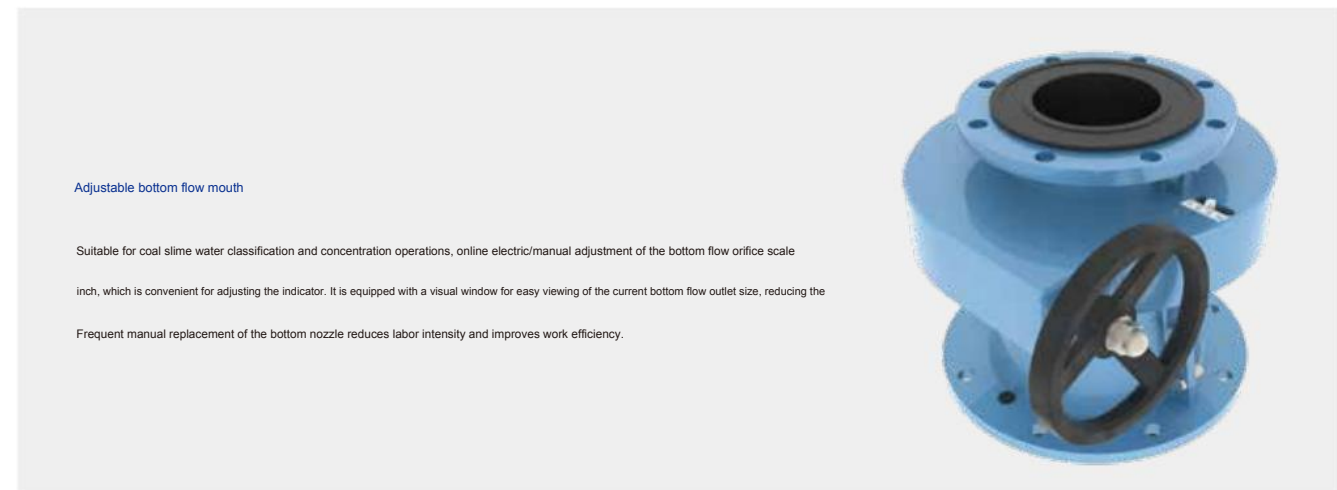 Adjustable bottom flow mouth
Suitable for coal slime water classification and concentration operations, online electric/manual adjustment of the bottom flow orifice scale
inch, which is convenient for adjusting the indicator. It is equipped with a visual window for easy viewing of the current bottom flow outlet size, reducing the
Frequent manual replacement of the bottom nozzle reduces labor intensity and improves work efficiency.